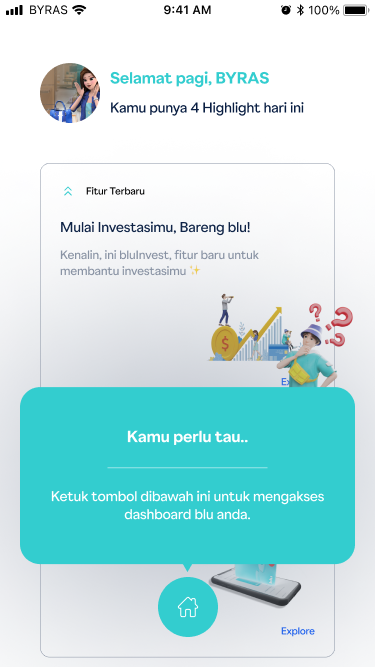 BYRAS
9:41 AM
100%
Selamat pagi, BYRAS
Kamu punya 4 Highlight hari ini
Fitur Terbaru
Mulai Investasimu, Bareng blu!
Kenalin, ini bluInvest, fitur baru untuk
membantu investasimu ✨
Kamu perlu tau..
Ketuk tombol dibawah ini untuk mengakses
dashboard blu anda.
Explore